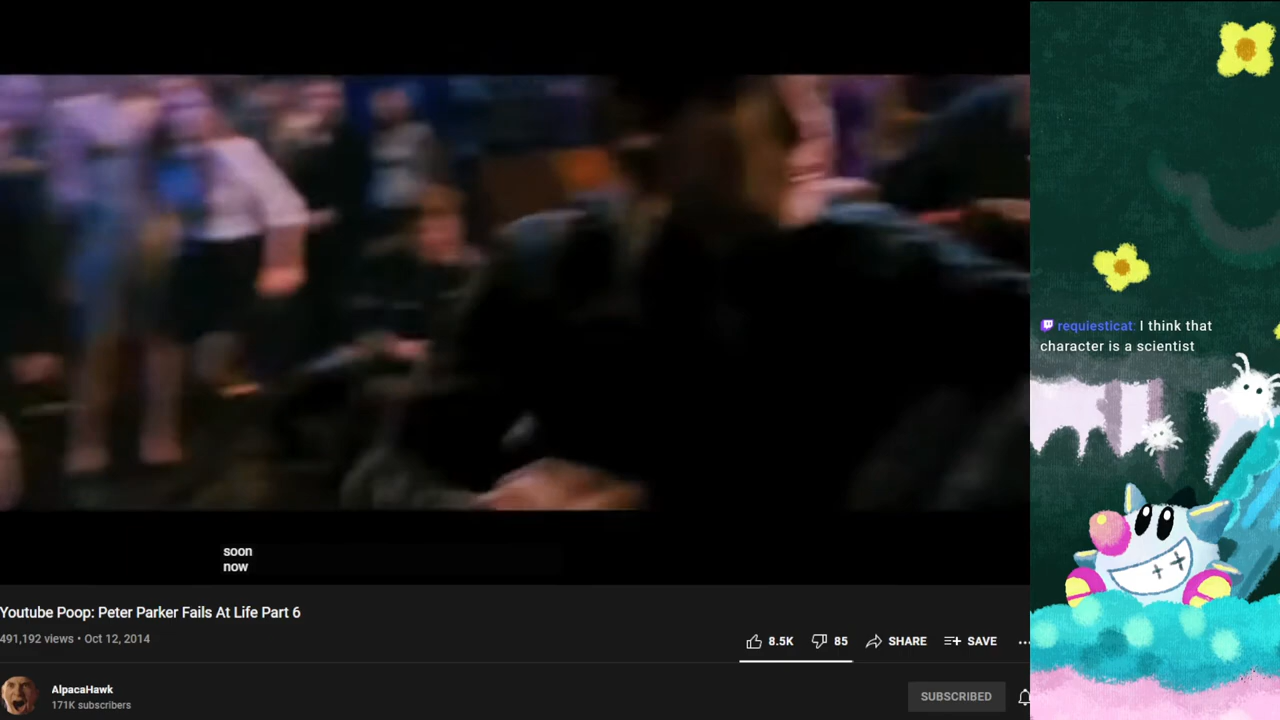 requiesticat: I think that
character is a scientist
soon
now
Youtube Poop: Peter Parker Fails At Life Part 6
491,192 views • Oct 12, 2014
8.5K 85 SHARE SAVE ...
AlpacaHawk
171K subscribers
SUBSCRIBED